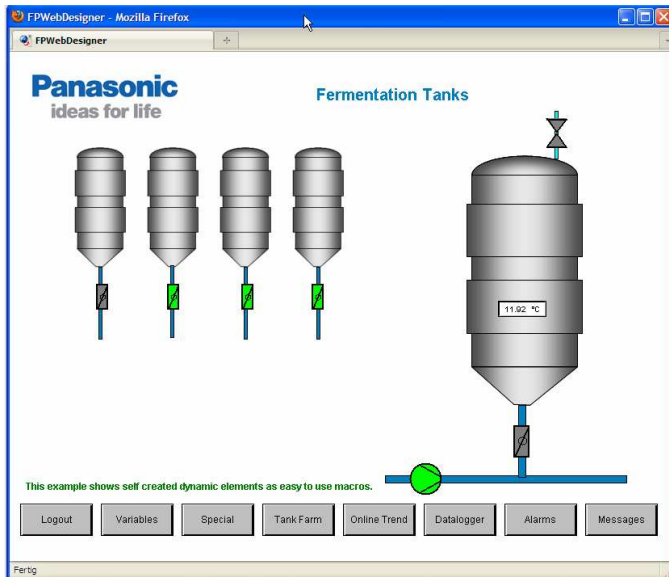 FPWebDesigner - Mozilla Firefox
FPWebDesigner
Panasonic
ideas for life
Fermentation Tanks
11.92 °C
This example shows self created dynamic elements as easy to use macros.
Logout Variables Special Tank Farm Online Trend Datalogger Alarms Messages
Fertig